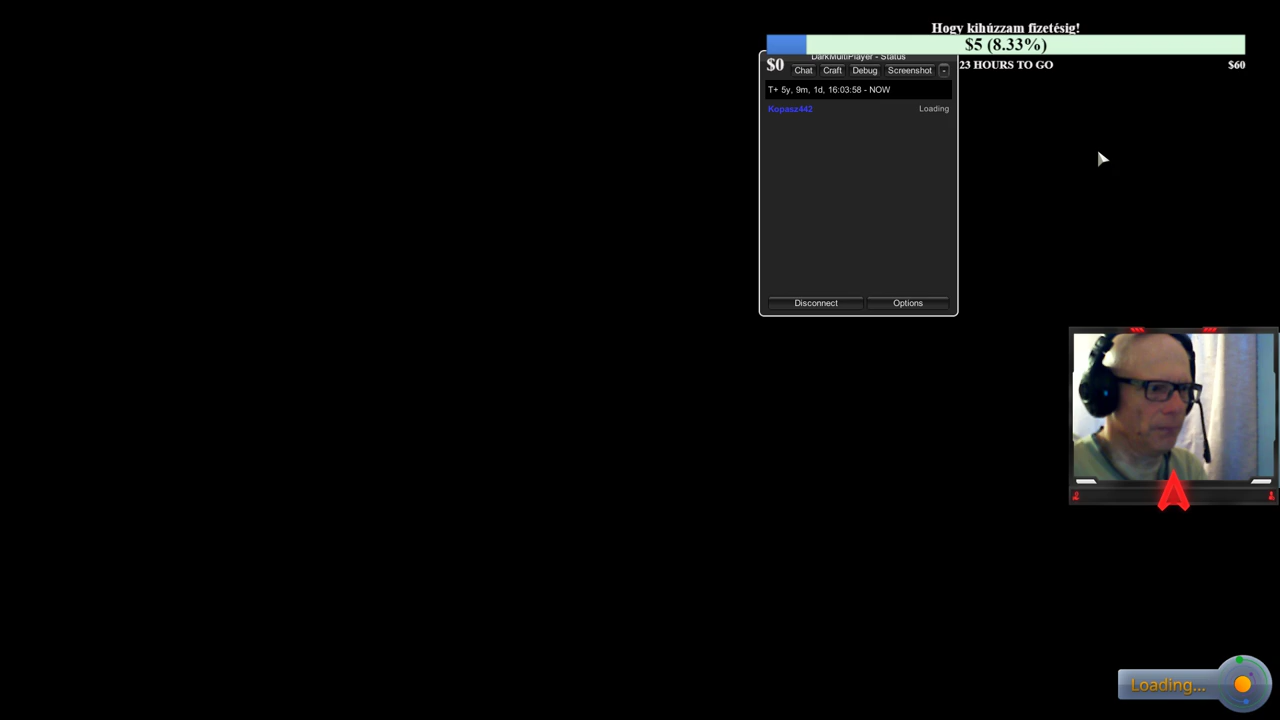 Hogy kihúzzam fizetésig!
$5 (8.33%)
$0
23 HOURS TO GO
$60
DarkMultiPlayer - Status
Chat Craft Debug Screenshot -
T+ 5y, 9m, 1d, 16:03:58 - NOW
Kopasz442 Loading
Disconnect Options
Loading...